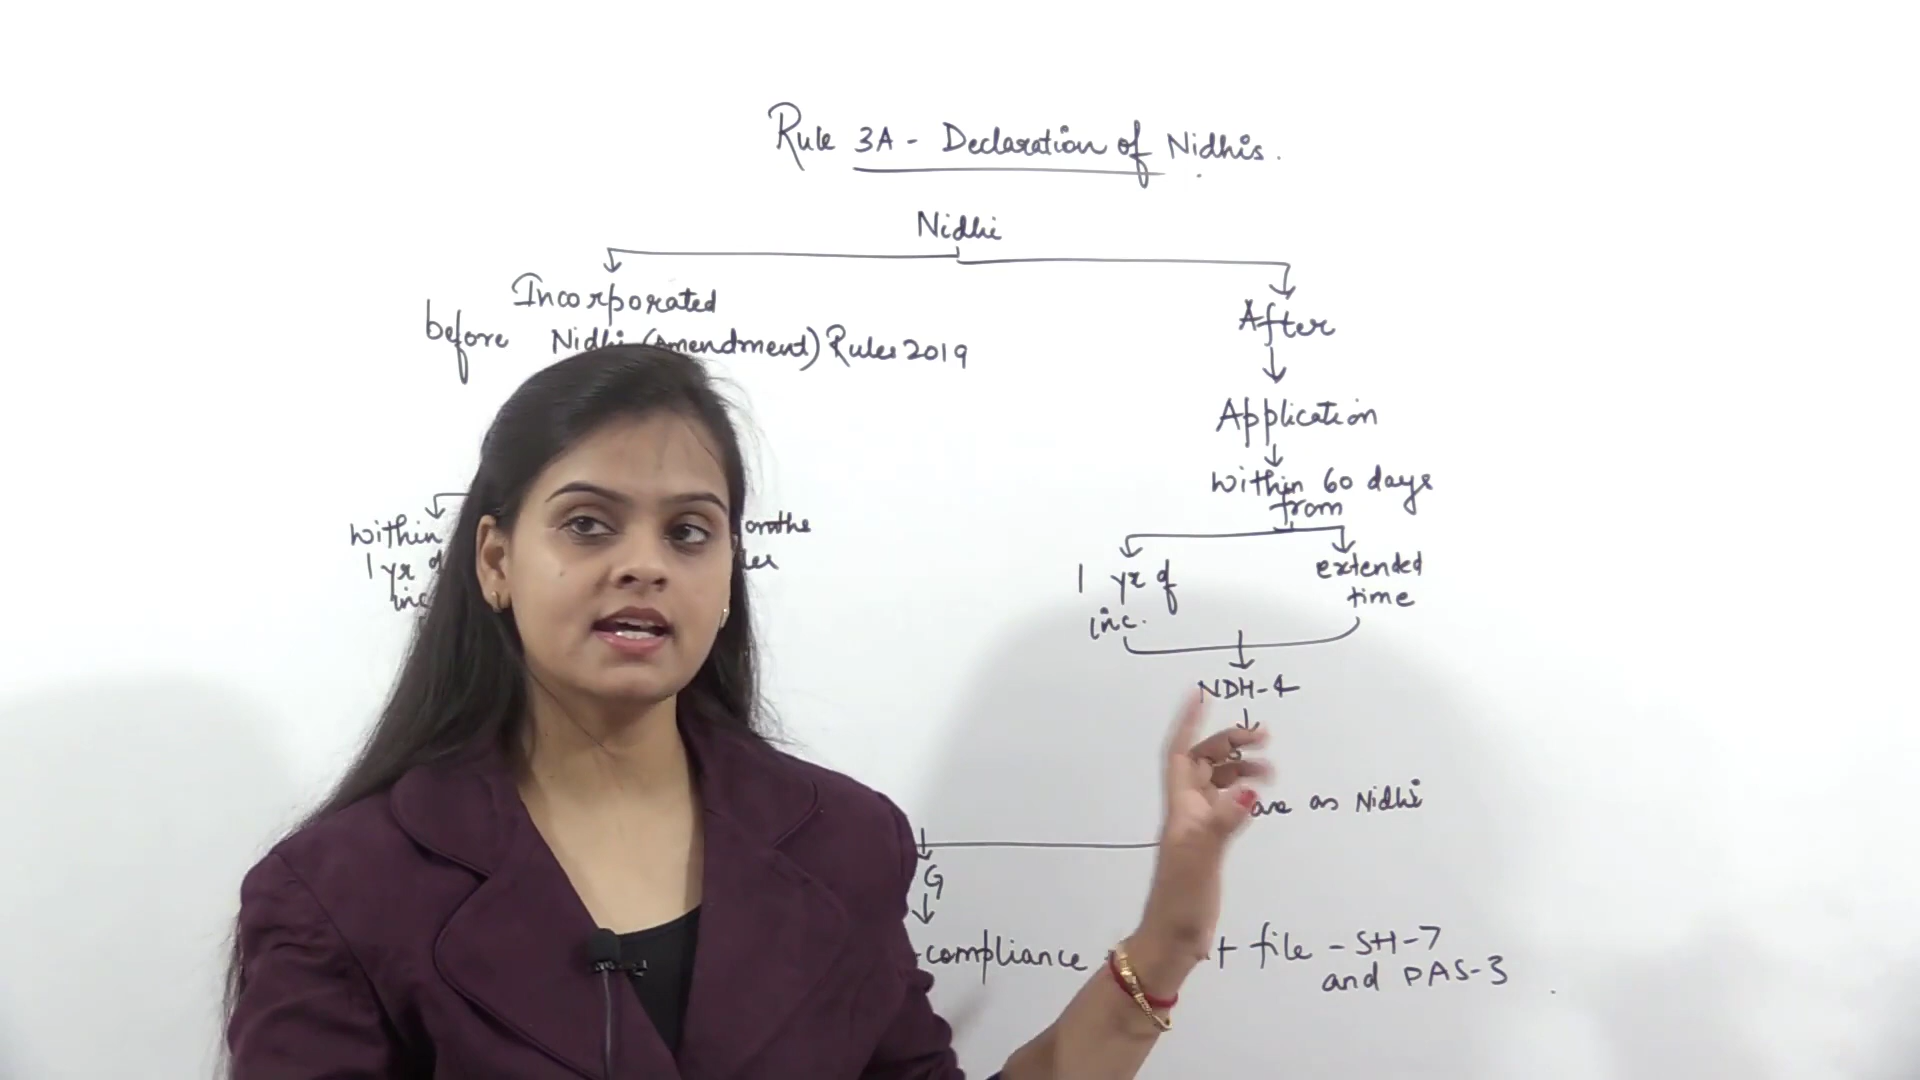 Rule 3A - Declaration of Nidhis.
Nidhi
Incorporated
before Nidhi (Amendment) Rules 2019
After
Application
within 60 days
from
within
1 yr
inc
1 yr of
inc.
extended
time
NDH-4
as Nidhi
G
compliance
file - SH-7
and PAS-3